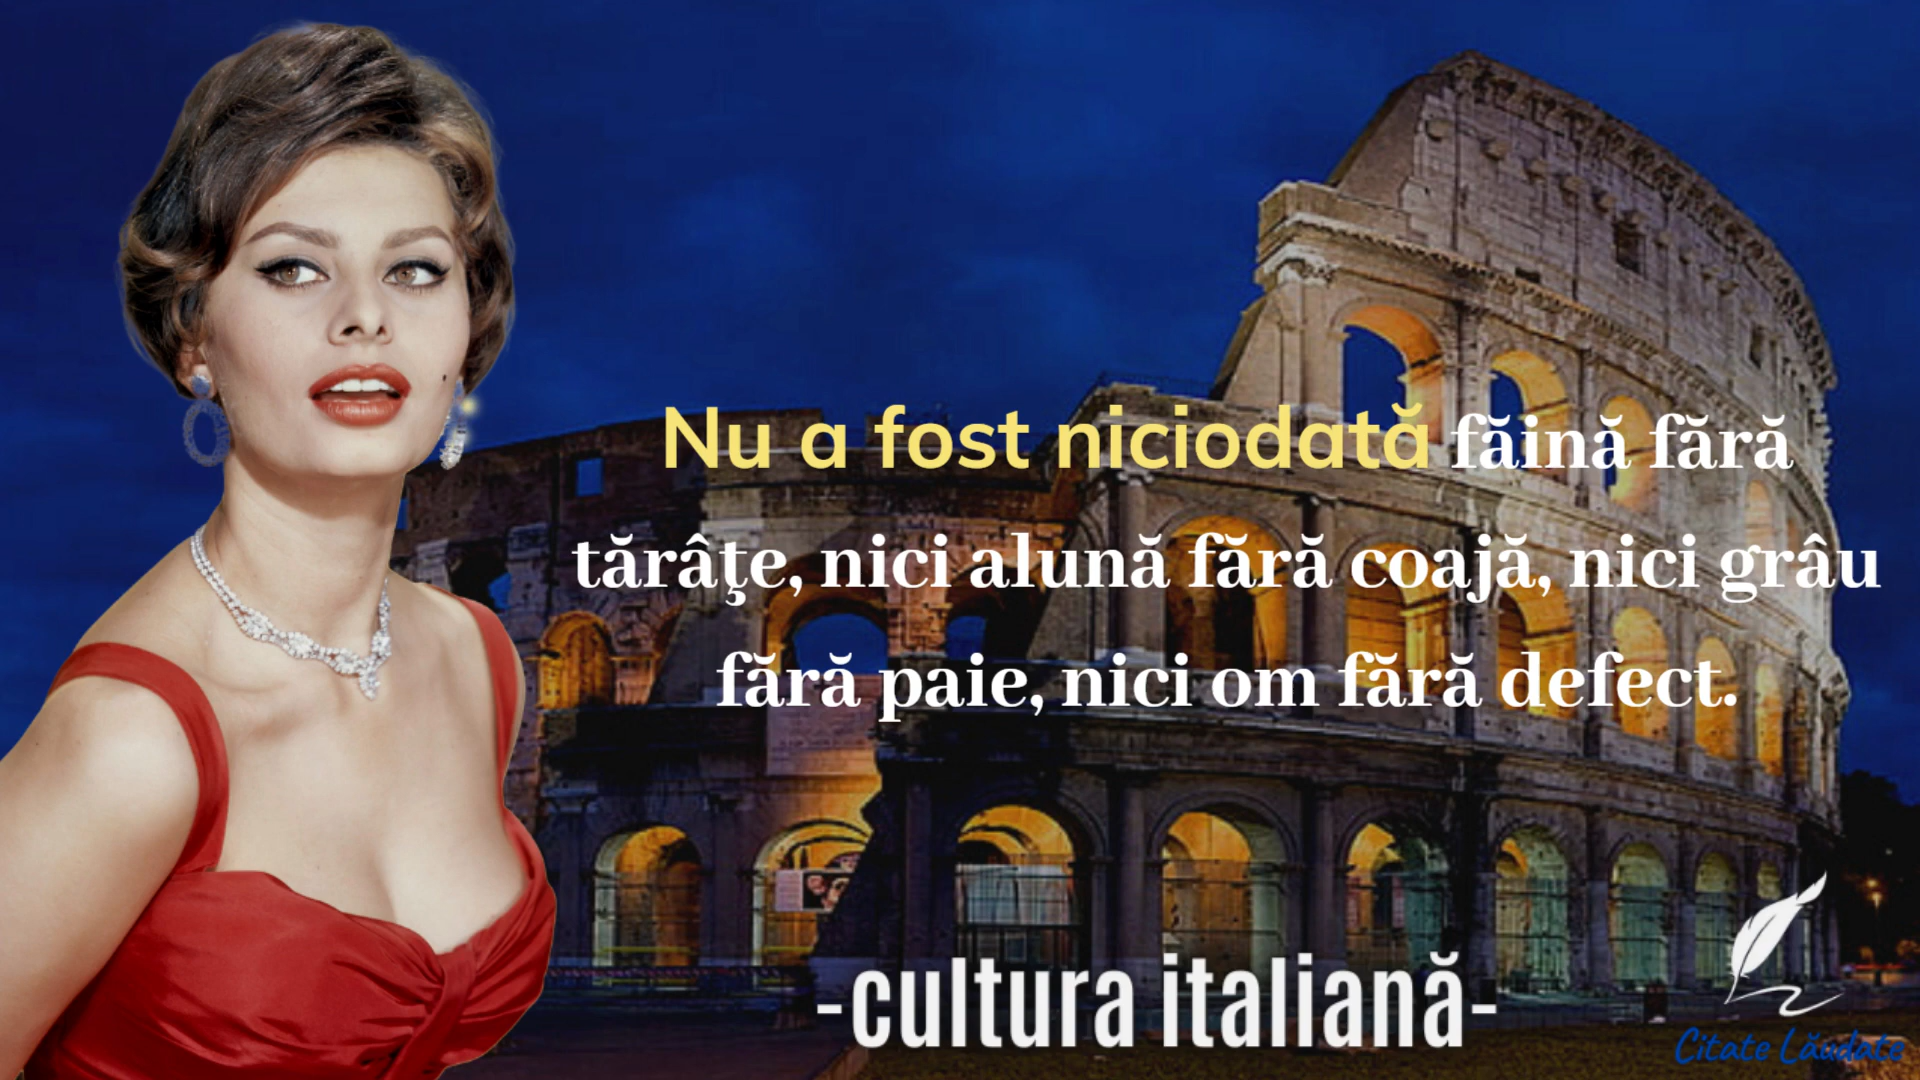 Nu a fost niciodată făină fără
tărâţe, nici alună fără coajă, nici grâu
fără paie, nici om fără defect.
-cultura italiană-
Citate Lăudate